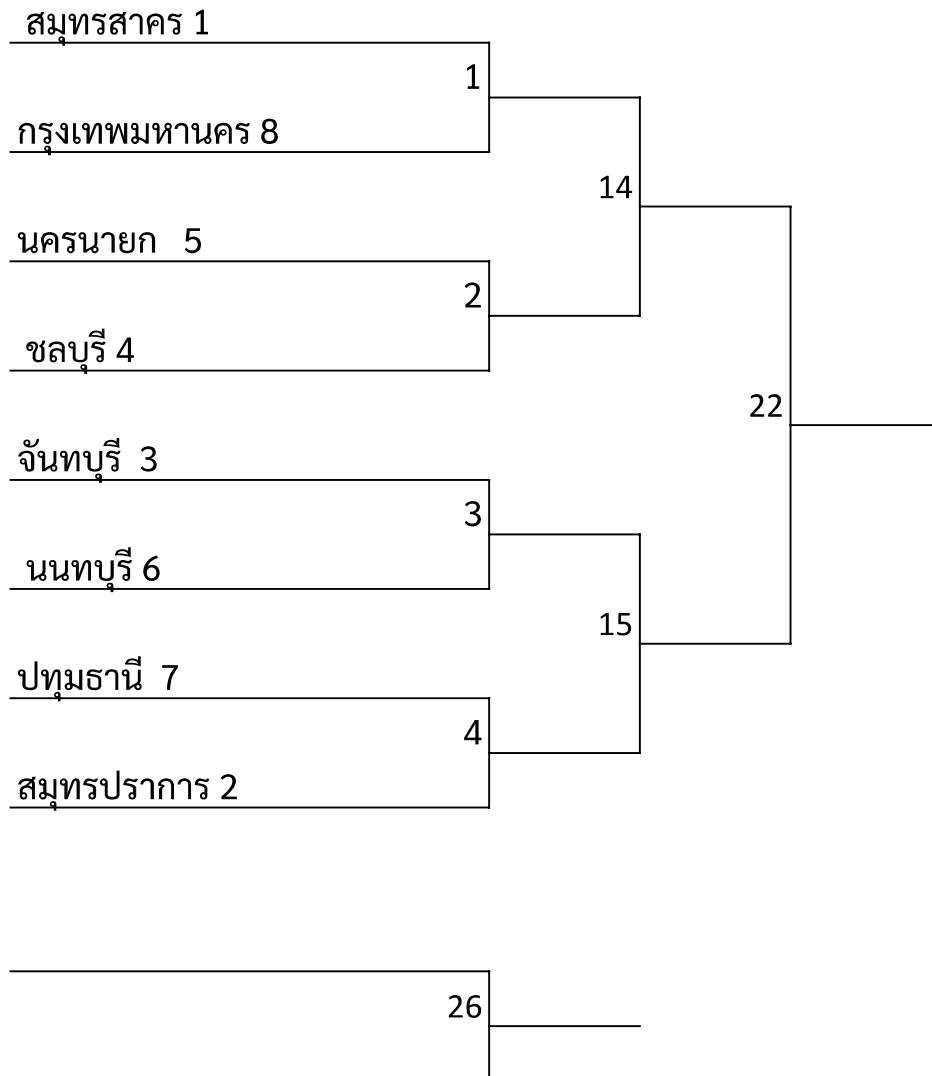 สมุทรสาคร 1
1
กรุงเทพมหานคร 8
14
นครนายก 5
2
ชลบุรี 4
22
จันทบุรี 3
3
นนทบุรี 6
15
ปทุมธานี 7
4
สมุทรปราการ 2
26